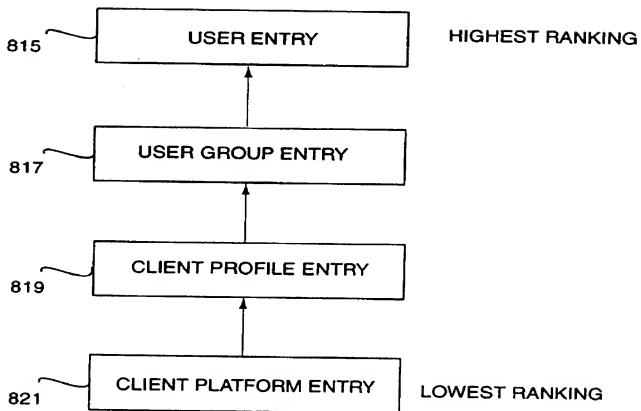 815 USER ENTRY HIGHEST RANKING
817 USER GROUP ENTRY
819 CLIENT PROFILE ENTRY
821 CLIENT PLATFORM ENTRY LOWEST RANKING